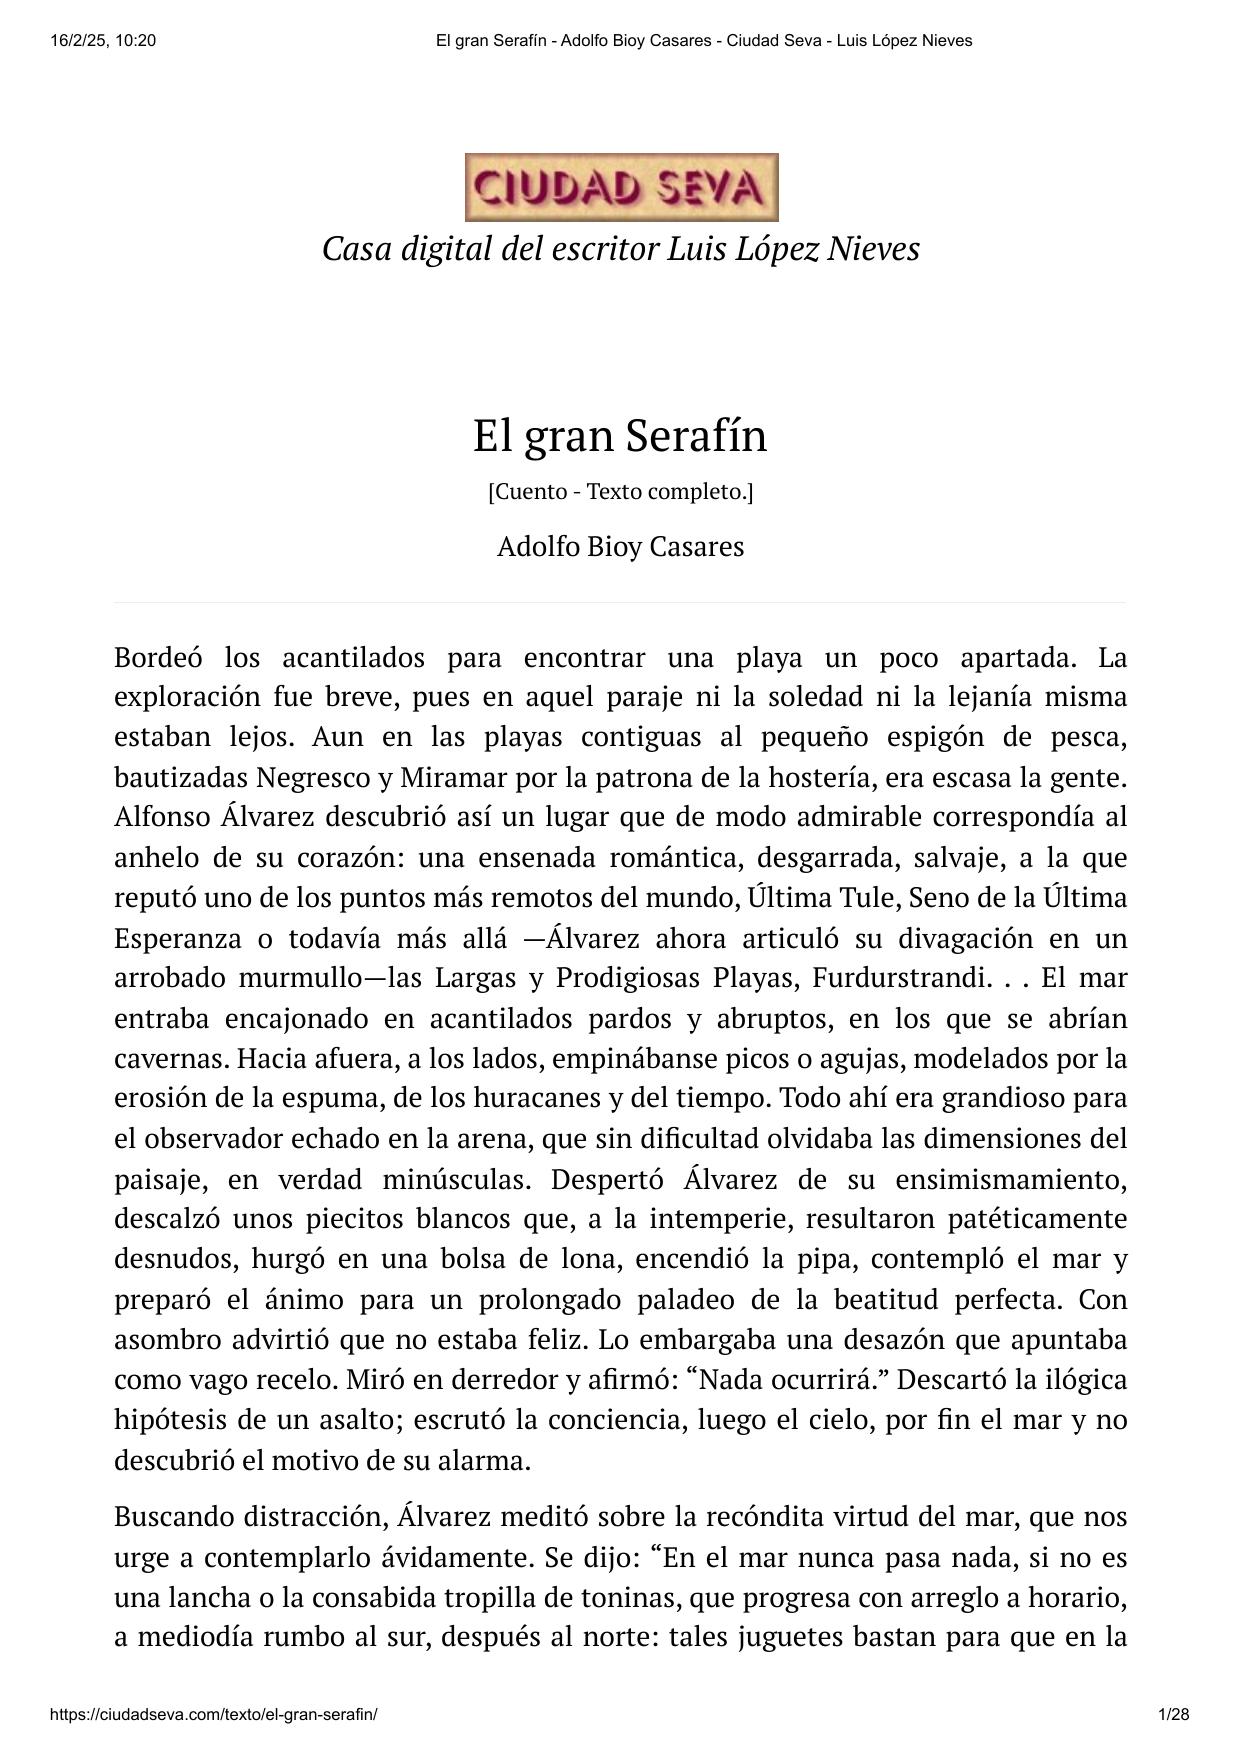 16/2/25, 10:20
El gran Serafín - Adolfo Bioy Casares - Ciudad Seva - Luis López Nieves
CIUDAD SEVA
Casa digital del escritor Luis López Nieves
El gran Serafín
[Cuento - Texto completo.]
Adolfo Bioy Casares
Bordeó los acantilados para encontrar una playa un poco apartada. La
exploración fue breve, pues en aquel paraje ni la soledad ni la lejanía misma
estaban lejos. Aun en las playas contiguas al pequeño espigón de pesca,
bautizadas Negresco y Miramar por la patrona de la hostería, era escasa la gente.
Alfonso Álvarez descubrió así un lugar que de modo admirable correspondía al
anhelo de su corazón: una ensenada romántica, desgarrada, salvaje, a la que
reputó uno de los puntos más remotos del mundo, Última Tule, Seno de la Última
Esperanza o todavía más allá —Álvarez ahora articuló su divagación en un
arrobado murmullo—las Largas y Prodigiosas Playas, Furdurstrandi. . . El mar
entraba encajonado en acantilados pardos y abruptos, en los que se abrían
cavernas. Hacia afuera, a los lados, empinábanse picos o agujas, modelados por la
erosión de la espuma, de los huracanes y del tiempo. Todo ahí era grandioso para
el observador echado en la arena, que sin dificultad olvidaba las dimensiones del
paisaje, en verdad minúsculas. Despertó Álvarez de su ensimismamiento,
descalzó unos piecitos blancos que, a la intemperie, resultaron patéticamente
desnudos, hurgó en una bolsa de lona, encendió la pipa, contempló el mar y
preparó el ánimo para un prolongado paladeo de la beatitud perfecta. Con
asombro advirtió que no estaba feliz. Lo embargaba una desazón que apuntaba
como vago recelo. Miró en derredor y afirmó: “Nada ocurrirá.” Descartó la ilógica
hipótesis de un asalto; escrutó la conciencia, luego el cielo, por fin el mar y no
descubrió el motivo de su alarma.
Buscando distracción, Álvarez meditó sobre la recóndita virtud del mar, que nos
urge a contemplarlo ávidamente. Se dijo: “En el mar nunca pasa nada, si no es
una lancha o la consabida tropilla de toninas, que progresa con arreglo a horario,
a mediodía rumbo al sur, después al norte: tales juguetes bastan para que en la
https://ciudadseva.com/texto/el-gran-serafin/
1/28